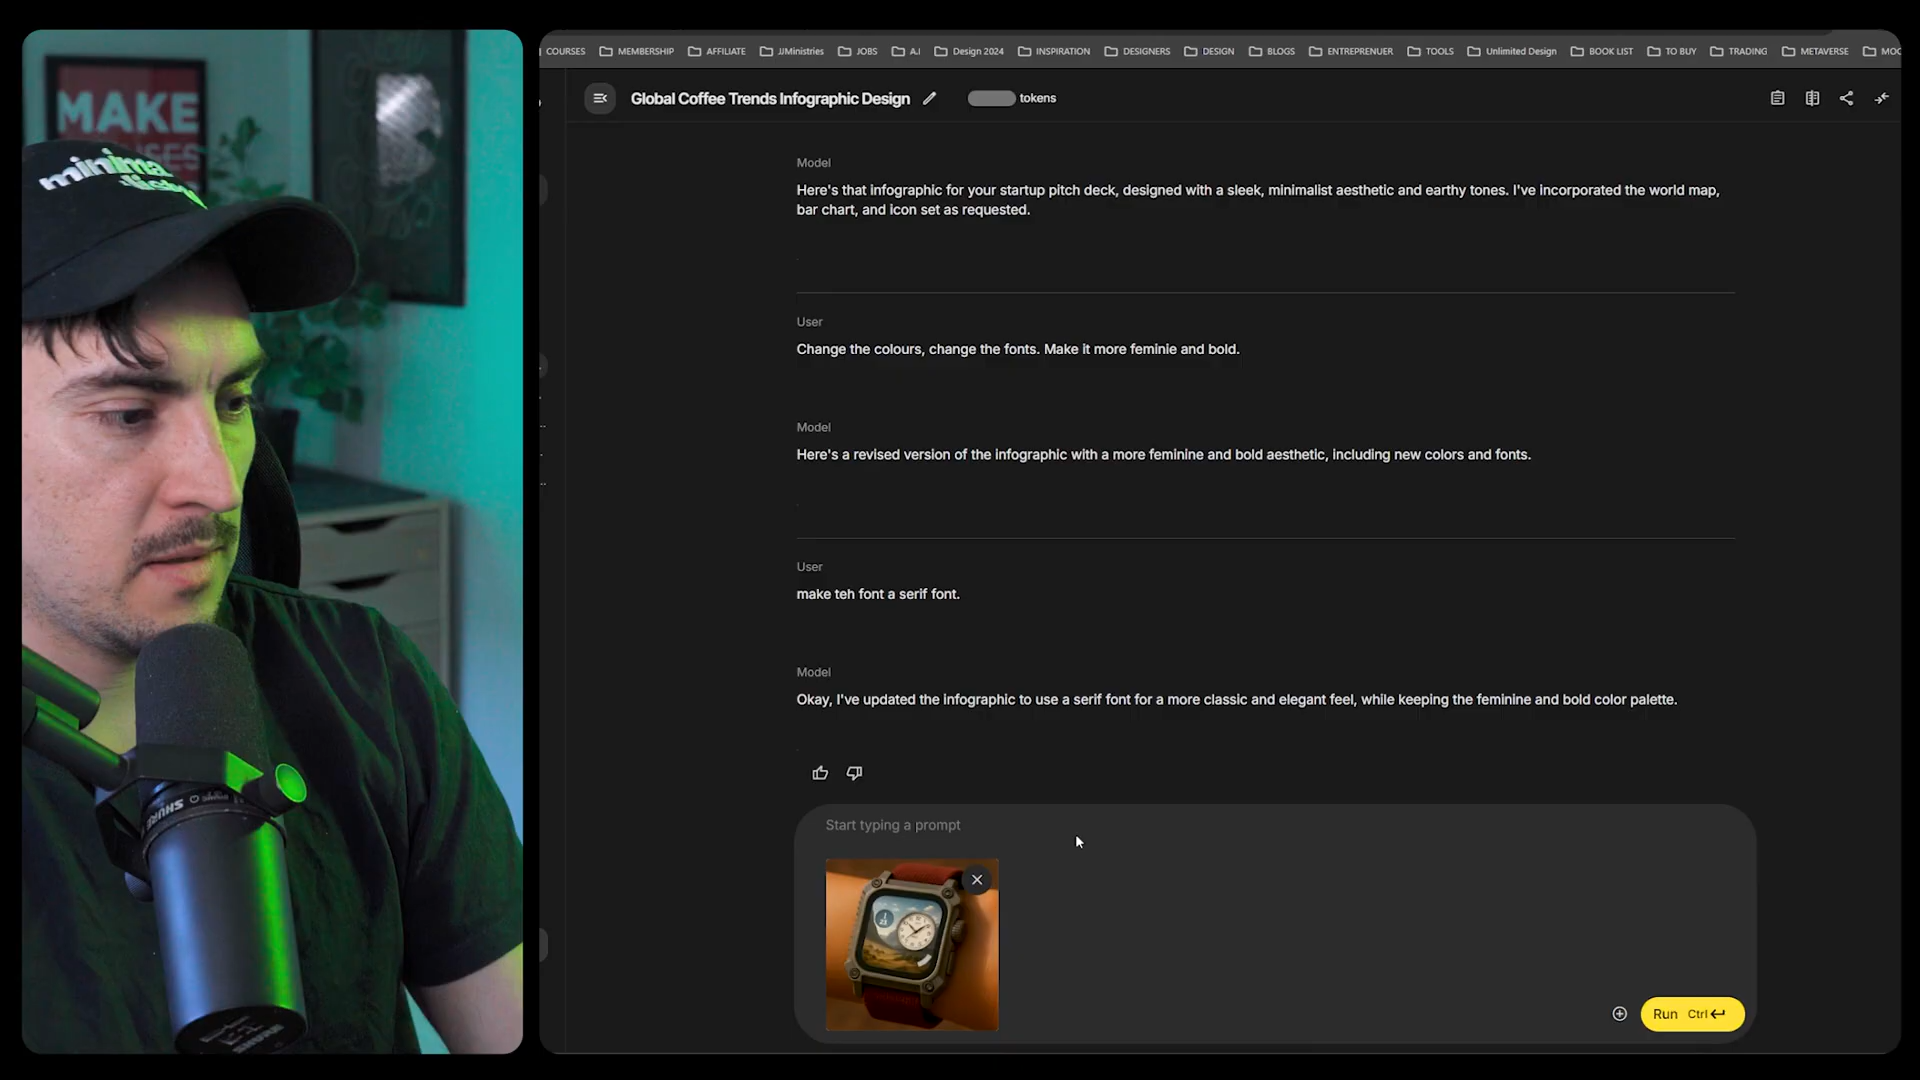 COURSES MEMBERSHIP AFFILIATE JJMinistries JOBS A.I Design 2024 INSPIRATION DESIGNERS DESIGN BLOGS ENTREPRENUER TOOLS Unlimited Design BOOK LIST TO BUY TRADING METAVERSE MOC
MAKE
minima
Global Coffee Trends Infographic Design tokens
Model
Here's that infographic for your startup pitch deck, designed with a sleek, minimalist aesthetic and earthy tones. I've incorporated the world map,
bar chart, and icon set as requested.
User
Change the colours, change the fonts. Make it more feminie and bold.
Model
Here's a revised version of the infographic with a more feminine and bold aesthetic, including new colors and fonts.
User
make teh font a serif font.
Model
Okay, I've updated the infographic to use a serif font for a more classic and elegant feel, while keeping the feminine and bold color palette.
Start typing a prompt
Run Ctrl
SHURE